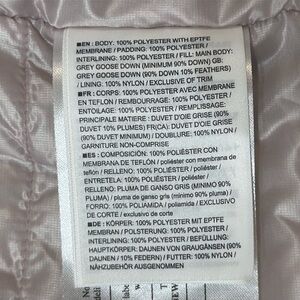 ■EN: BODY: 100% POLYESTER WITH EPTFE
MEMBRANE / PADDING: 100% POLYESTER /
INTERLINING: 100% POLYESTER / FILL: MAIN BODY:
GREY GOOSE DOWN (MINIMUM 90% DOWN) GB:
GREY GOOSE DOWN (90% DOWN 10% FEATHERS)
/ LINING: 100% NYLON / EXCLUSIVE OF TRIM
■FR: CORPS: 100% POLYESTER AVEC MEMBRANE
EN TEFLON / REMBOURRAGE: 100% POLYESTER /
ENTOILAGE: 100% POLYESTER / REMPLISSAGE:
PRINCIPALE MATIERE: DUVET D'OIE GRISE (90%
DUVET 10% PLUMES) FR(CA): DUVET D'OIE GRISE
(90% DUVET MINIMUM) / DOUBLURE: 100% NYLON /
GARNITURE NON-COMPRISE
■ES: COMPOSICIÓN: 100% POLIÉSTER CON
MEMBRANA DE TEFLÓN / poliéster con membrana de
teflón / RELLENO: 100% POLIÉSTER / poliéster /
ENTRETELA: 100% POLIÉSTER / poliéster /
RELLENO: PLUMA DE GANSO GRIS (MINIMO 90%
PLUMA) / pluma de ganso gris (mínimo 90% pluma) /
FORRO: 100% POLIAMIDA / poliamida / EXCLUSIVO
DE CORTE / exclusivo de corte
■DE: KÖRPER: 100% POLYESTER MIT EPTFE
MEMBRAN / POLSTERUNG: 100% POLYESTER /
INTERLINING: 100% POLYESTER / BEFÜLLUNG:
HAUPTKÖRPER: DAUNEN VON GRAUGÄNSEN (90%
DAUNEN 10% FEDERN) / FUTTER: 100% NYLON /
NÄHZUBEHÖR AUSGENOMMEN